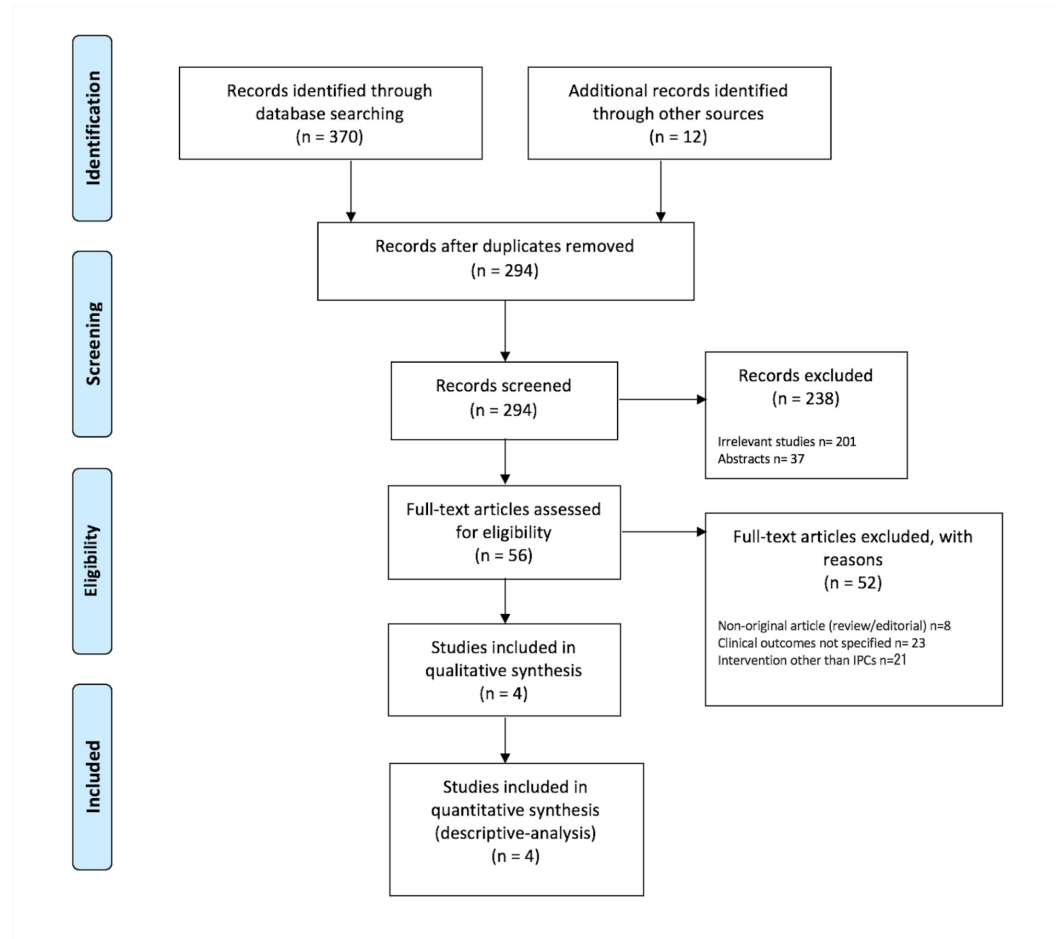 Identification
Records identified through
database searching
(n = 370)
Additional records identified
through other sources
(n = 12)
Records after duplicates removed
(n = 294)
Screening
Records screened
(n = 294)
Records excluded
(n = 238)
Irrelevant studies n= 201
Abstracts n= 37
Eligibility
Full-text articles assessed
for eligibility
(n = 56)
Full-text articles excluded, with
reasons
(n = 52)
Non-original article (review/editorial) n=8
Clinical outcomes not specified n= 23
Intervention other than IPCs n=21
Studies included in
qualitative synthesis
(n = 4)
Included
Studies included in
quantitative synthesis
(descriptive-analysis)
(n = 4)